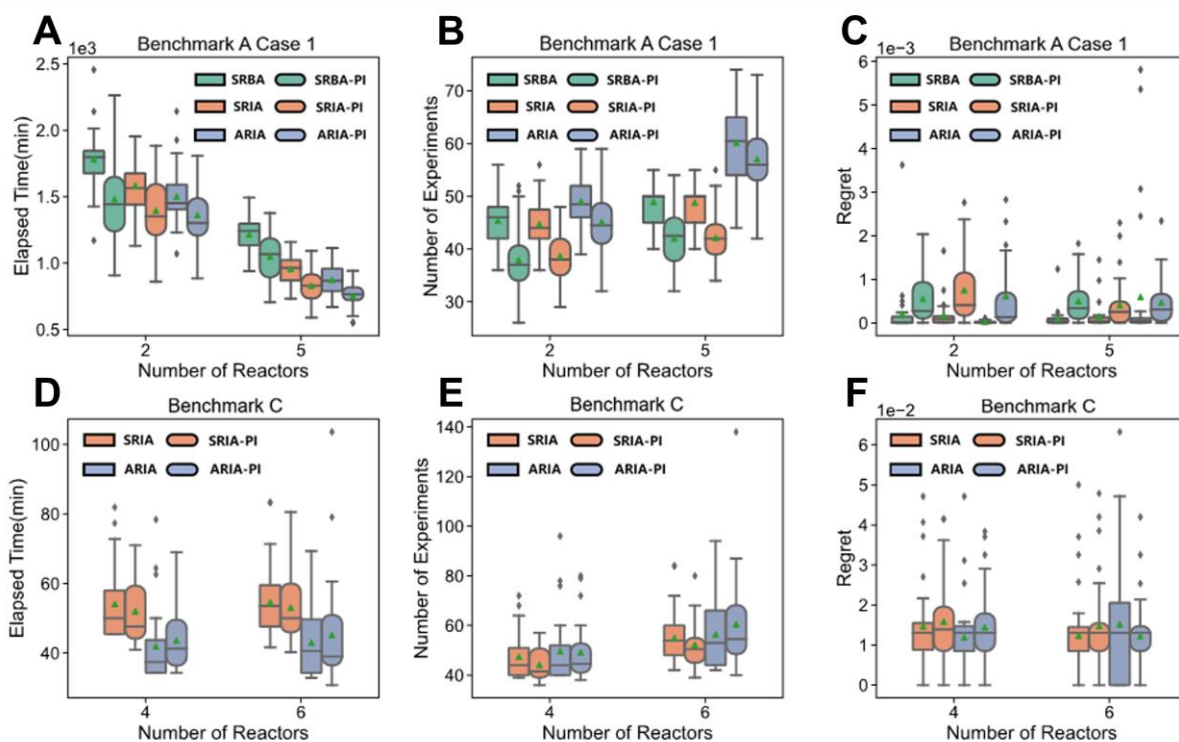 A
Benchmark A Case 1
1e3
Elapsed Time(min)
2.5
2.0
1.5
1.0
0.5
SRBA SRBA-PI
SRIA SRIA-PI
ARIA ARIA-PI
2 5
Number of Reactors
B
Benchmark A Case 1
Number of Experiments
70
60
50
40
30
SRBA SRBA-PI
SRIA SRIA-PI
ARIA ARIA-PI
2 5
Number of Reactors
C
Benchmark A Case 1
1e-3
Regret
6
5
4
3
2
1
0
SRBA SRBA-PI
SRIA SRIA-PI
ARIA ARIA-PI
2 5
Number of Reactors
D
Benchmark C
Elapsed Time(min)
100
80
60
40
SRIA SRIA-PI
ARIA ARIA-PI
4 6
Number of Reactors
E
Benchmark C
Number of Experiments
140
120
100
80
60
40
SRIA SRIA-PI
ARIA ARIA-PI
4 6
Number of Reactors
F
Benchmark C
1e-2
Regret
6
5
4
3
2
1
0
SRIA SRIA-PI
ARIA ARIA-PI
4 6
Number of Reactors